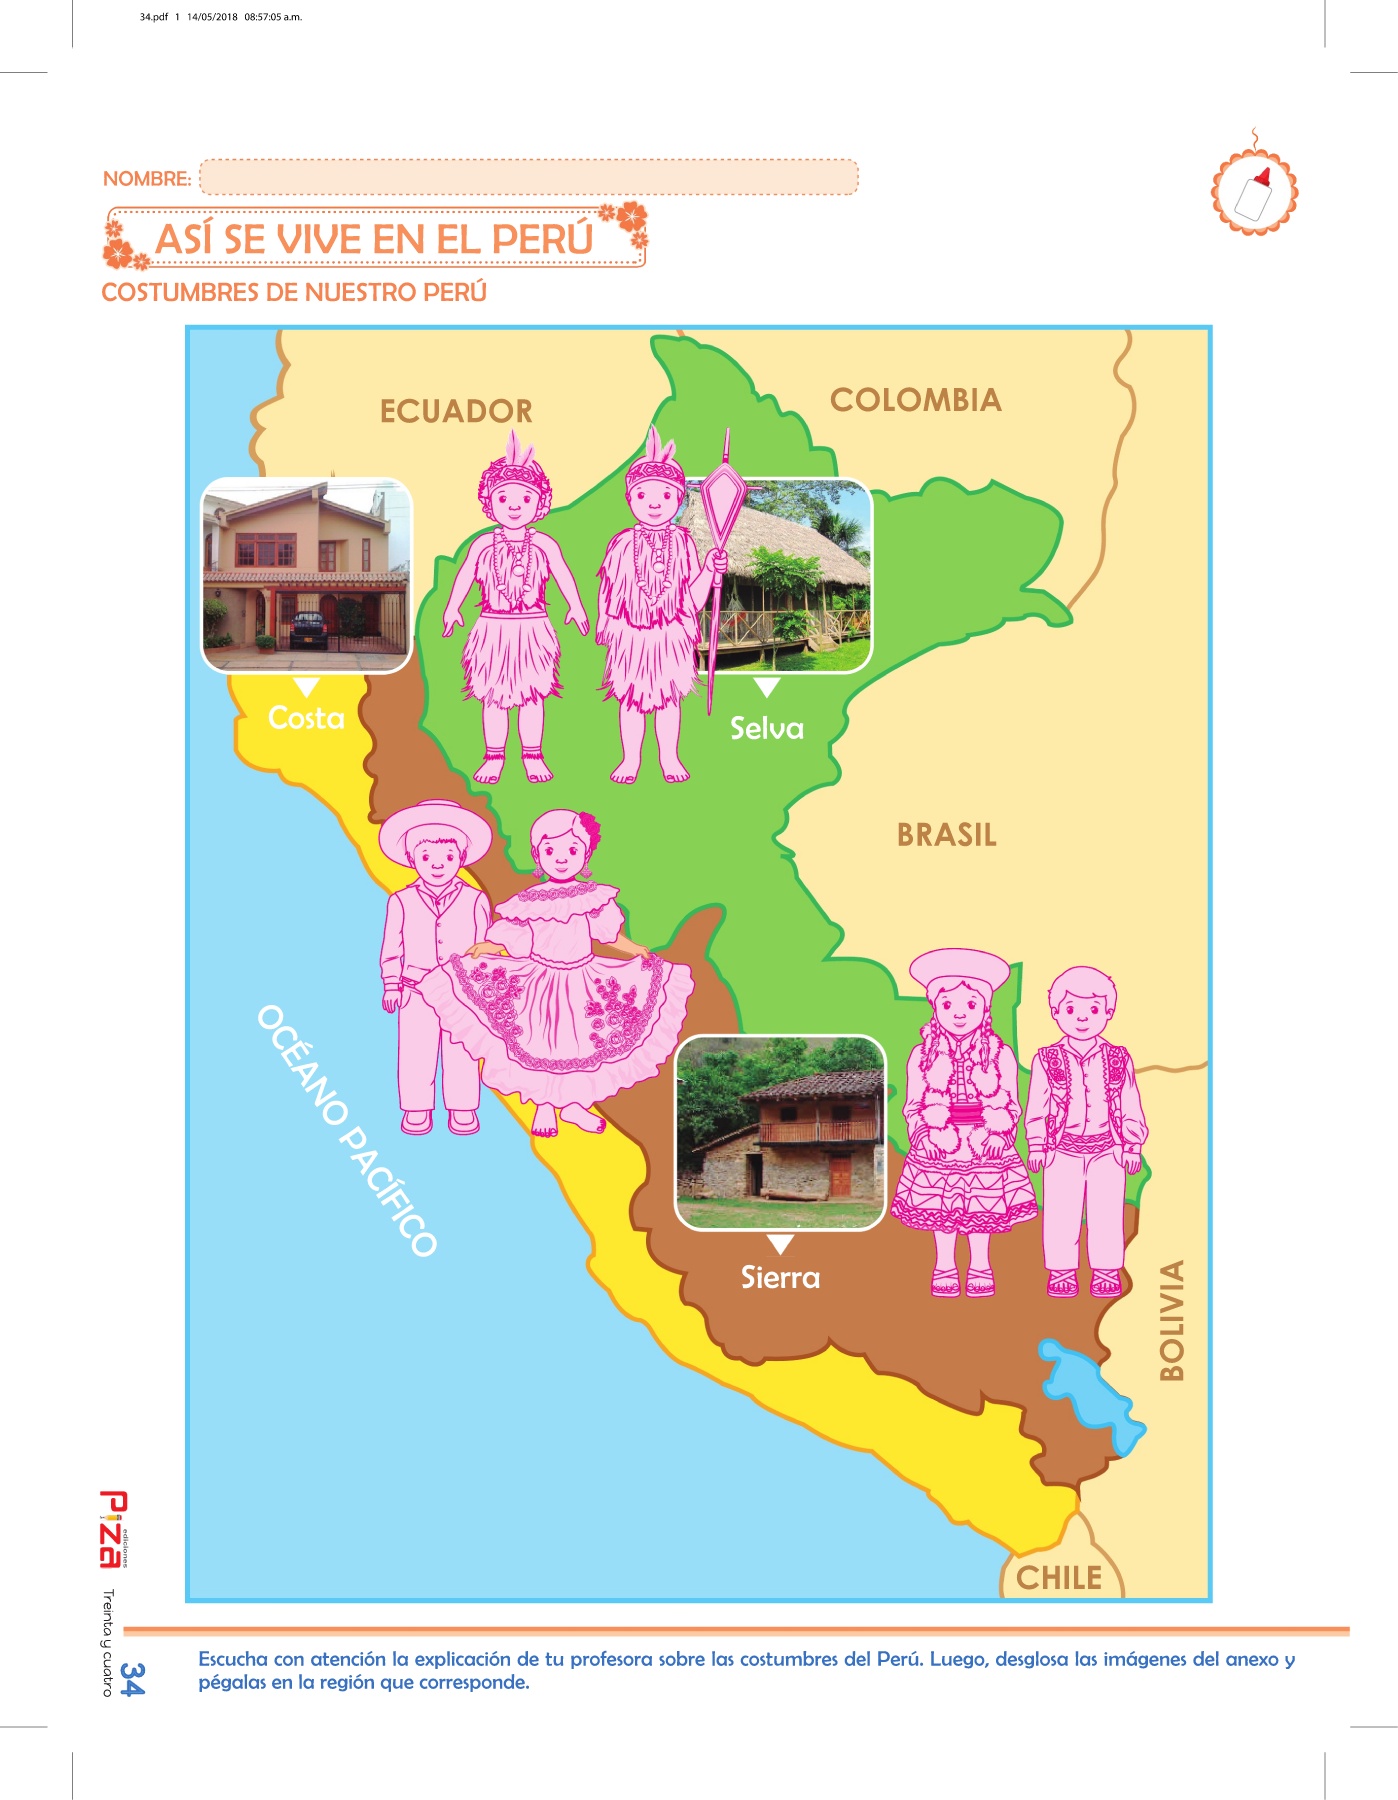 34.pdf 1 14/05/2018 08:57:05 a.m.
NOMBRE:
ASÍ SE VIVE EN EL PERÚ
COSTUMBRES DE NUESTRO PERÚ
ECUADOR
COLOMBIA
Costa
Selva
BRASIL
OCÉANO PACÍFICO
Sierra
BOLIVIA
CHILE
Piza
ediciones
Treinta y cuatro
34
Escucha con atención la explicación de tu profesora sobre las costumbres del Perú. Luego, desglosa las imágenes del anexo y
pégalas en la región que corresponde.